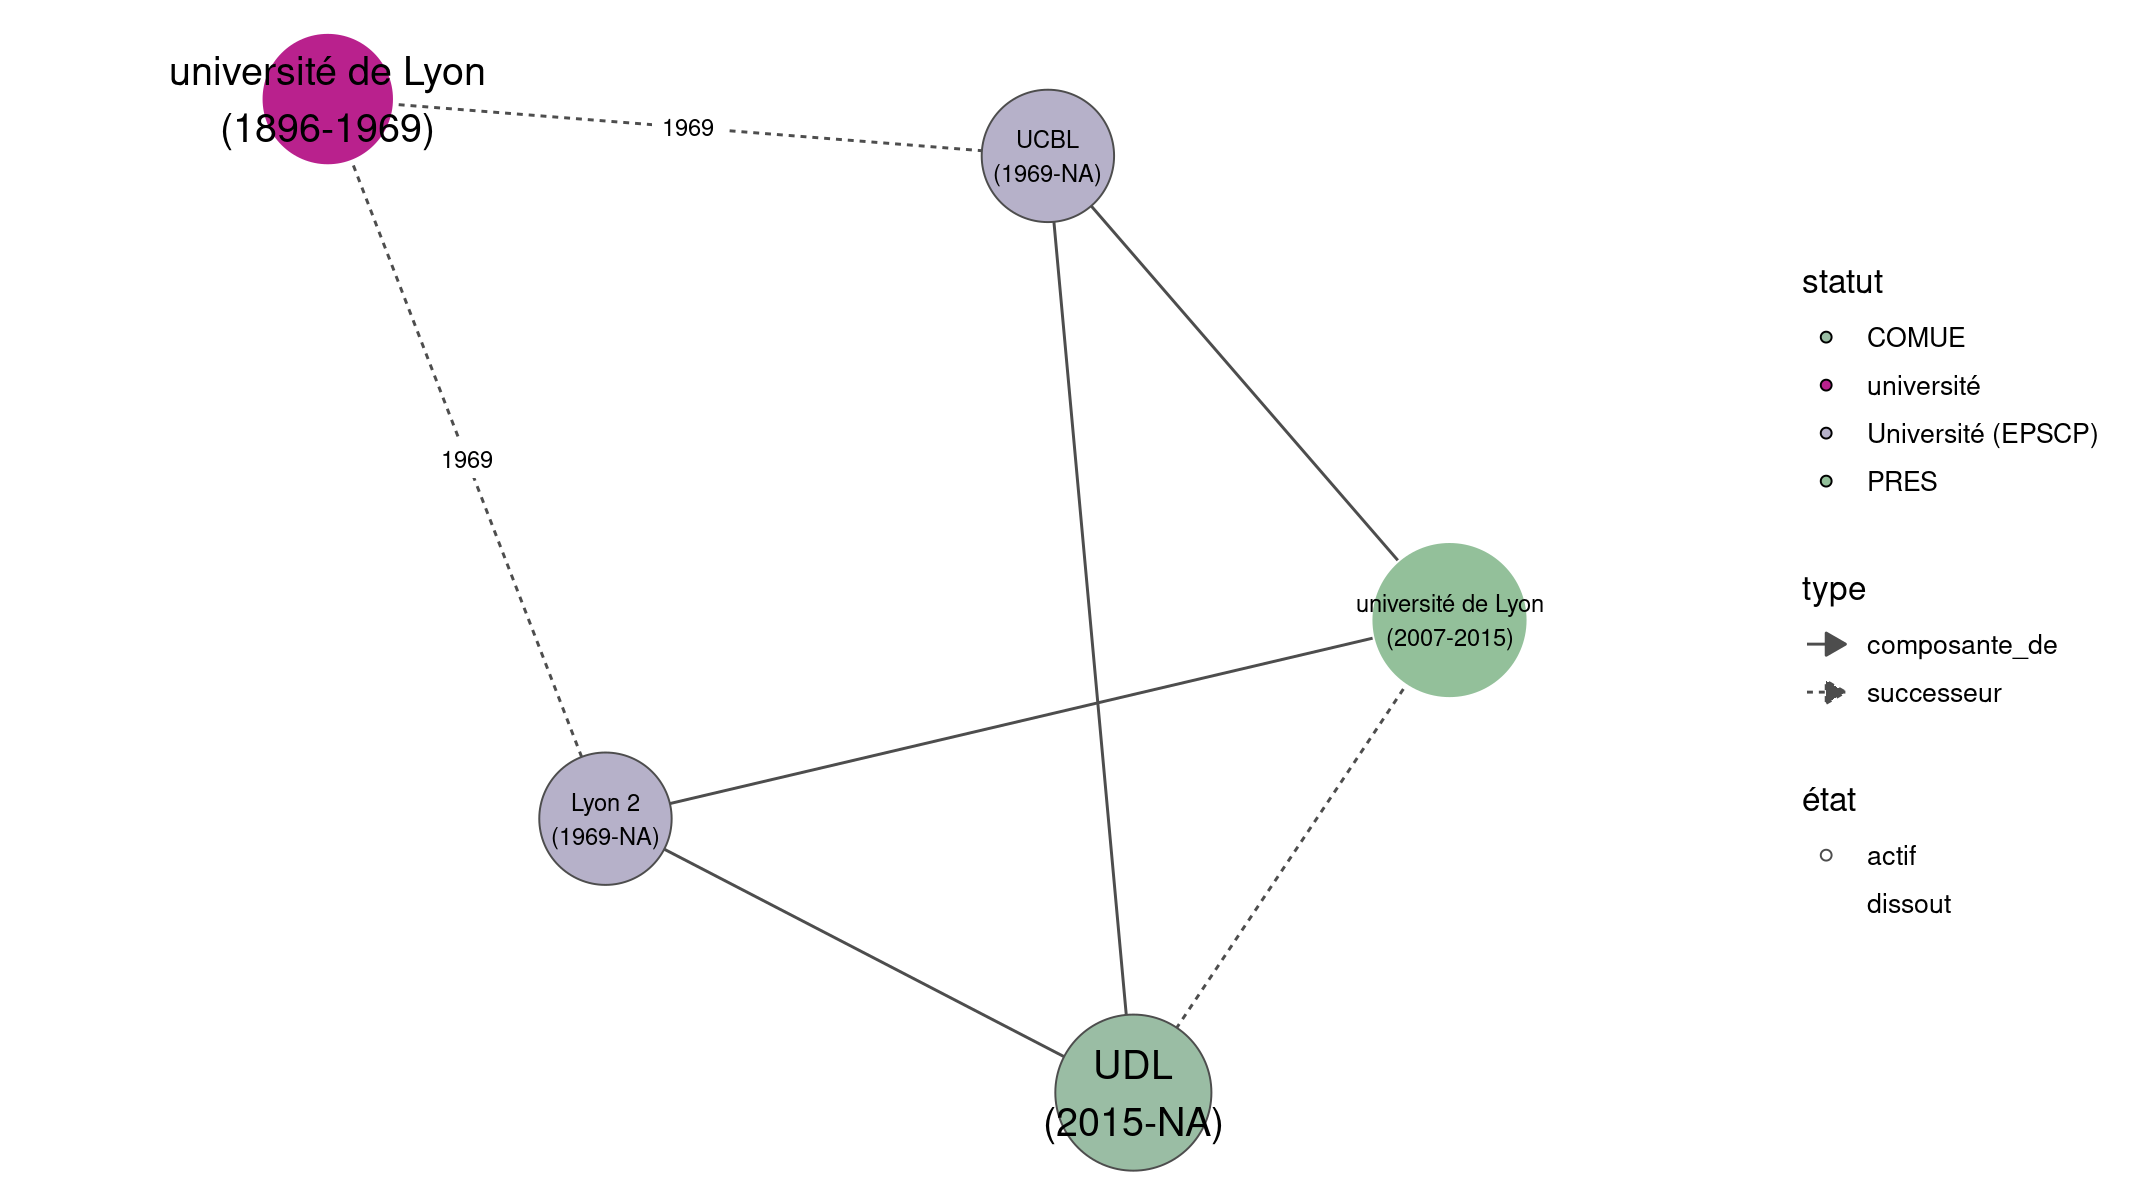 université de Lyon
(1896-1969)
1969
UCBL
(1969-NA)
1969
université de Lyon
(2007-2015)
Lyon 2
(1969-NA)
UDL
(2015-NA)
statut
COMUE
université
Université (EPSCP)
PRES
type
composante_de
successeur
état
actif
dissout